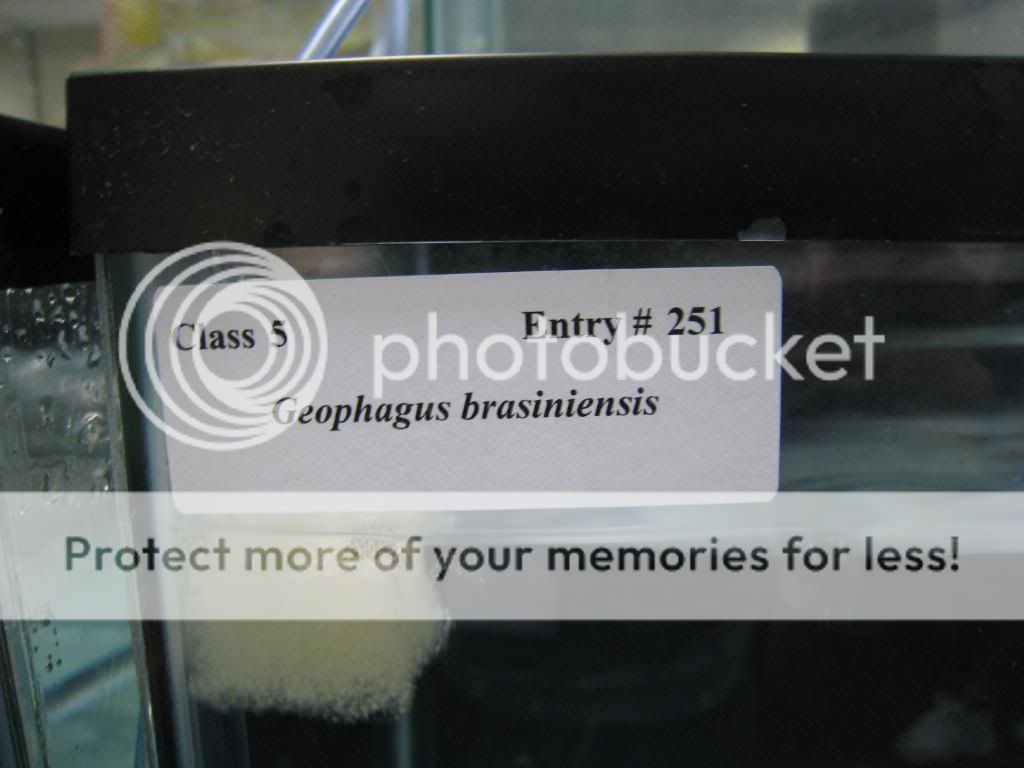 Class 5 Entry # 251
photobucket
Geophagus brasiniensis
Protect more of your memories for less!